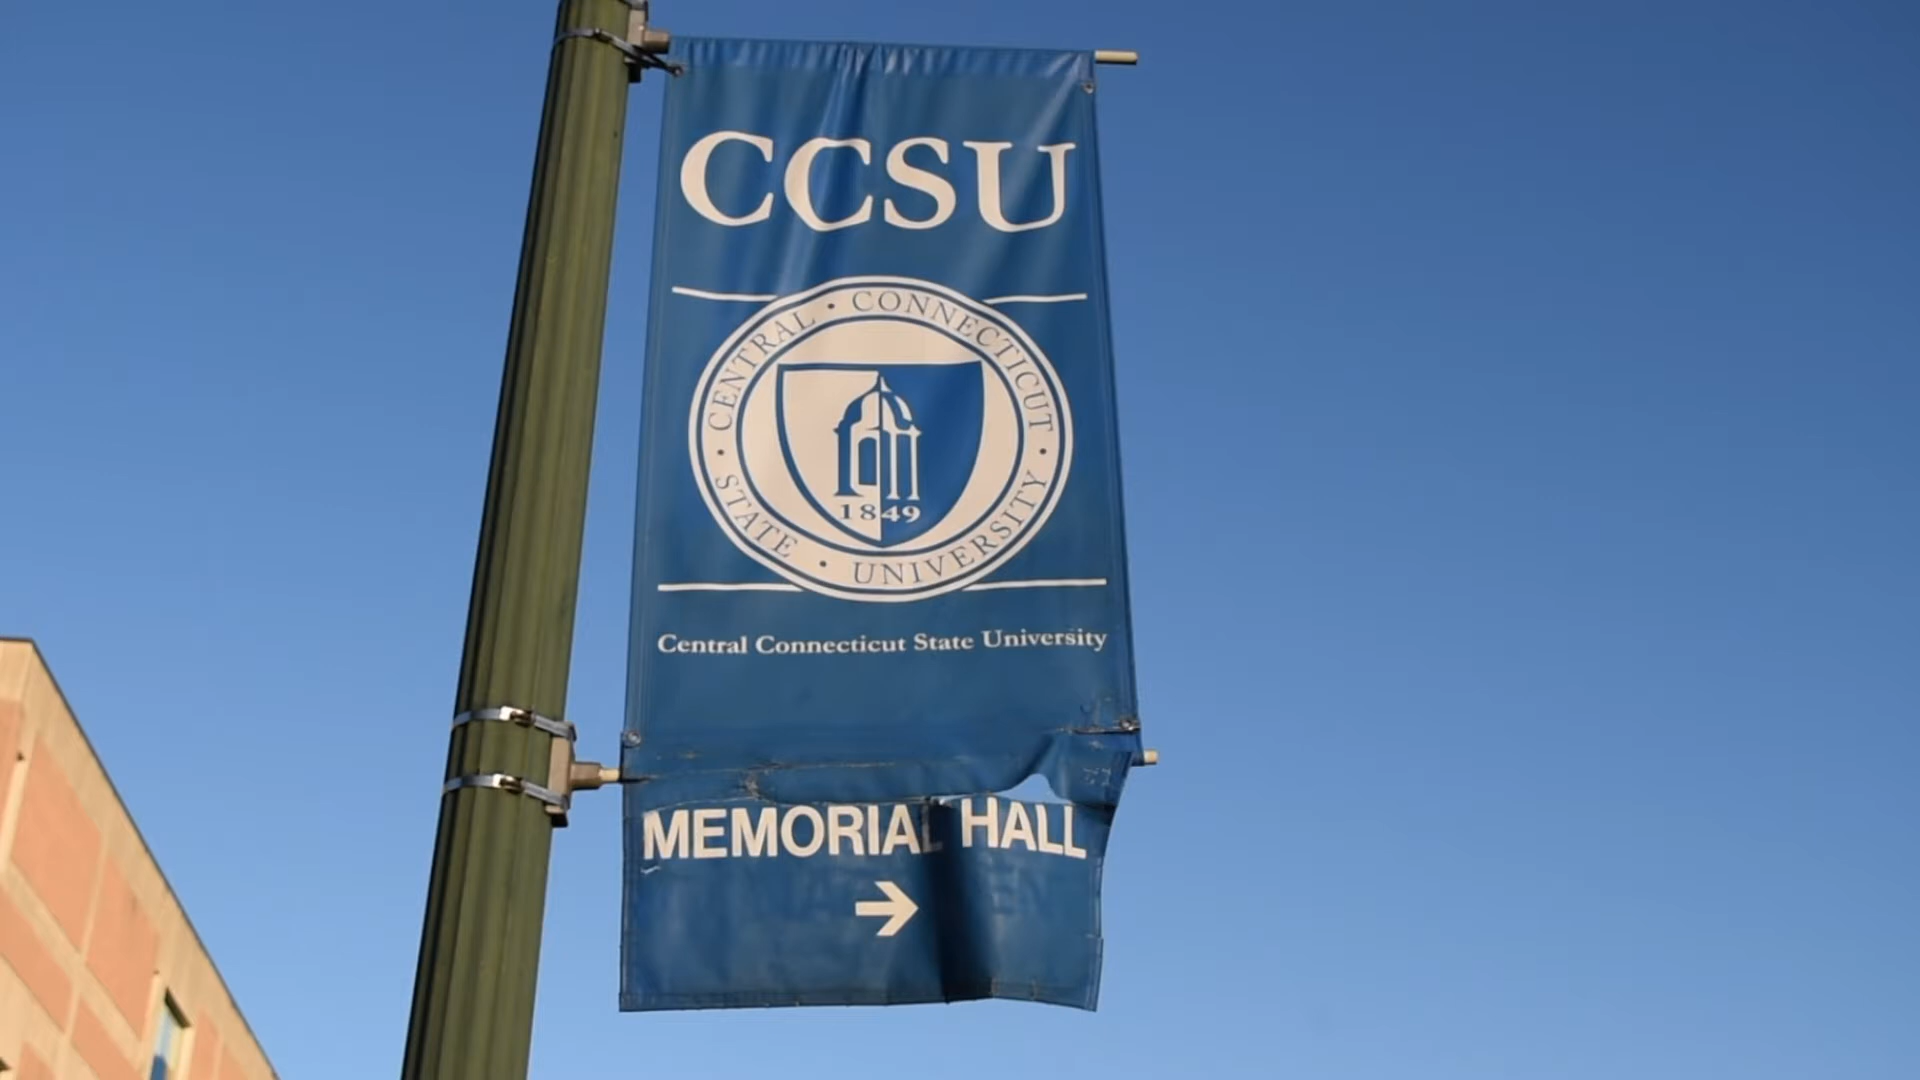 CCSU
CENTRAL • CONNECTICUT
• STATE • UNIVERSITY •
1849
Central Connecticut State University
MEMORIAL HALL
→